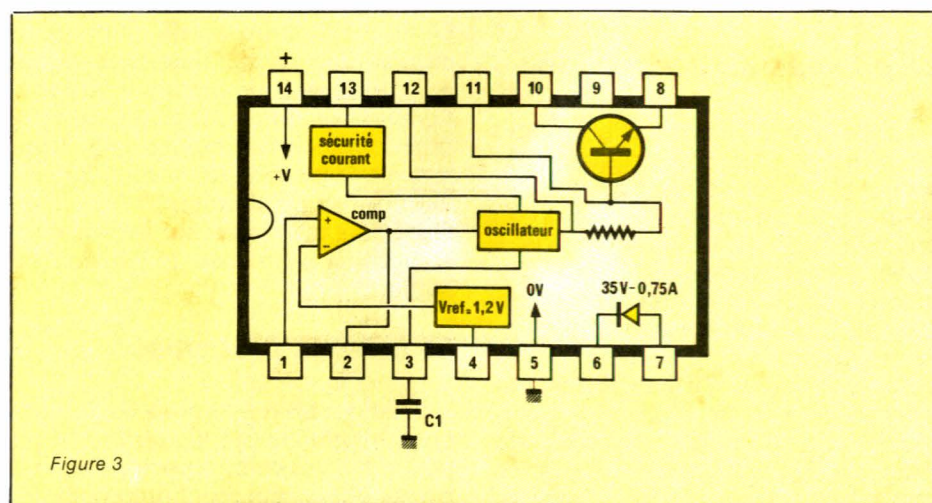 +
14 13 12 11 10 9 8
sécurité
courant
+V
comp
oscillateur
Vref=1,2V
0V
35V-0,75A
1 2 3 4 5 6 7
C1
Figure 3